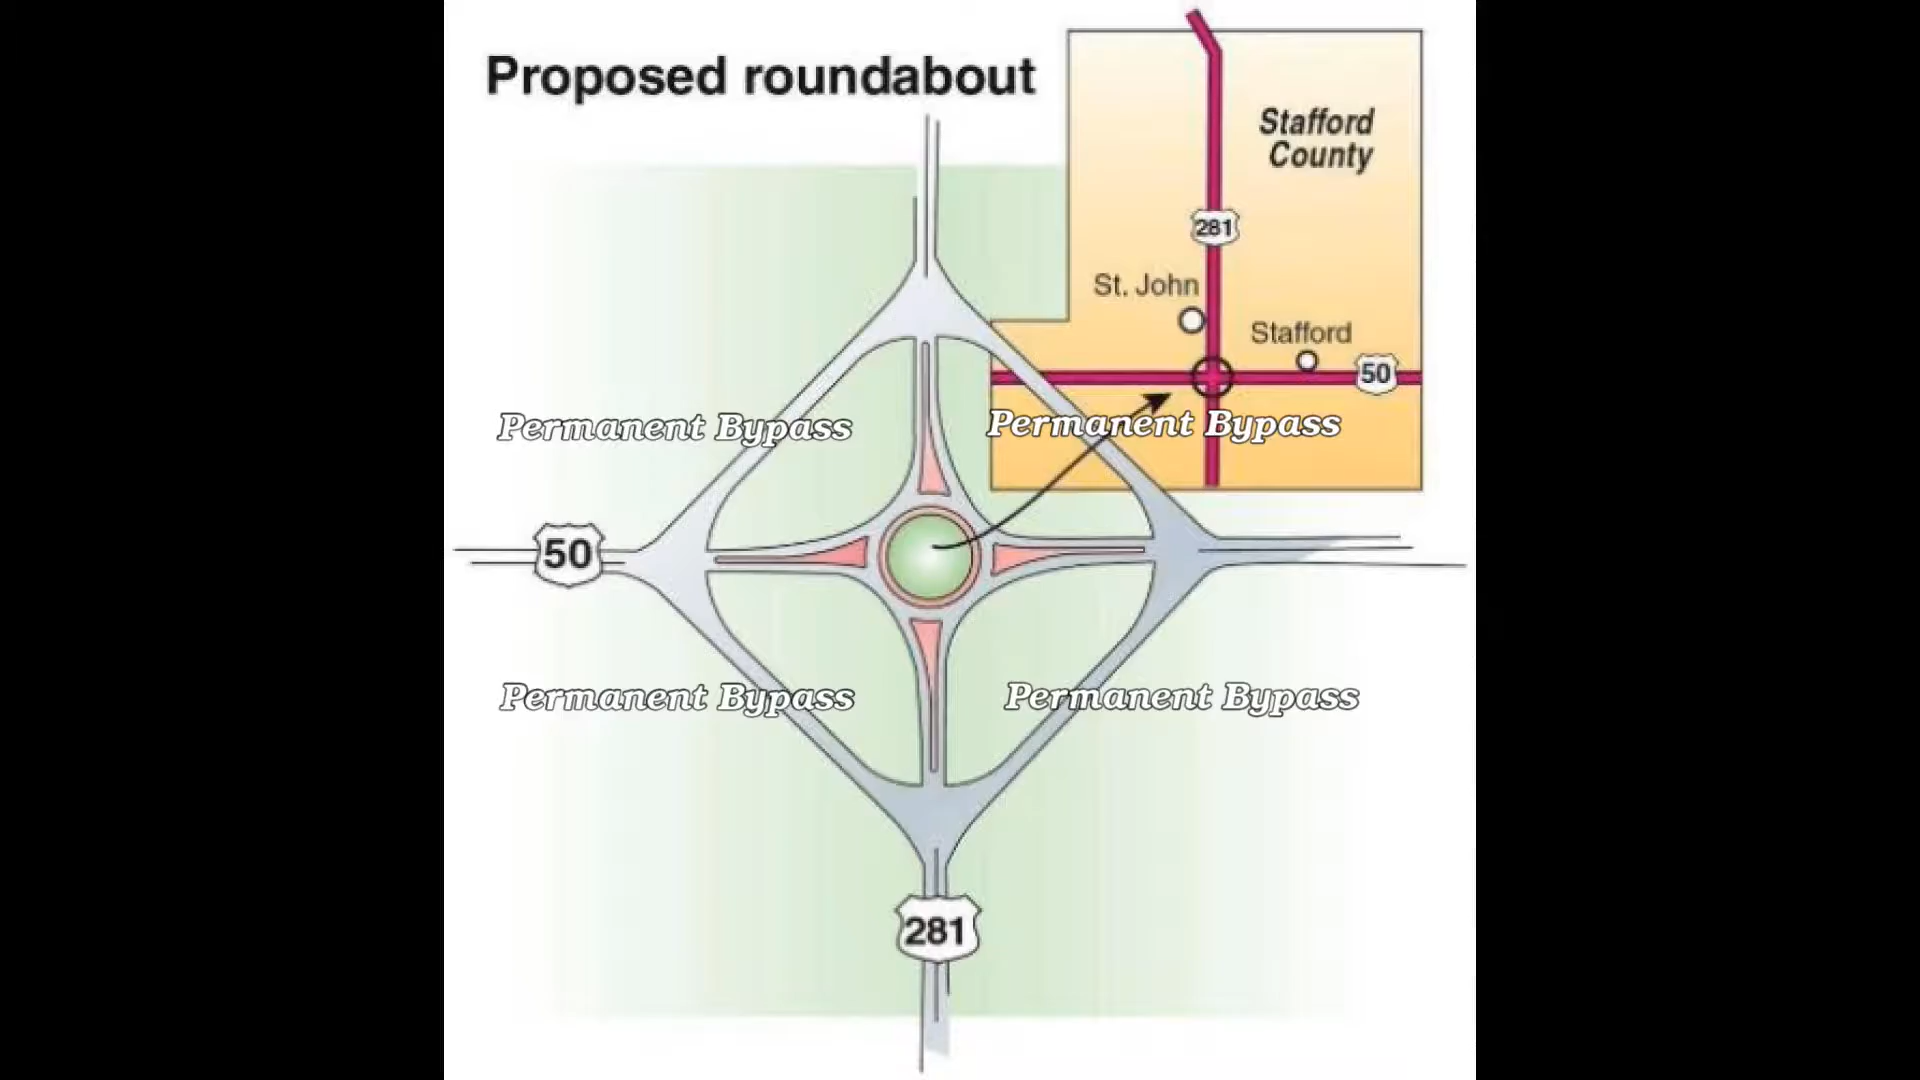 Proposed roundabout
Stafford
County
281
St. John
Stafford
50
Permanent Bypass
Permanent Bypass
50
Permanent Bypass
Permanent Bypass
281